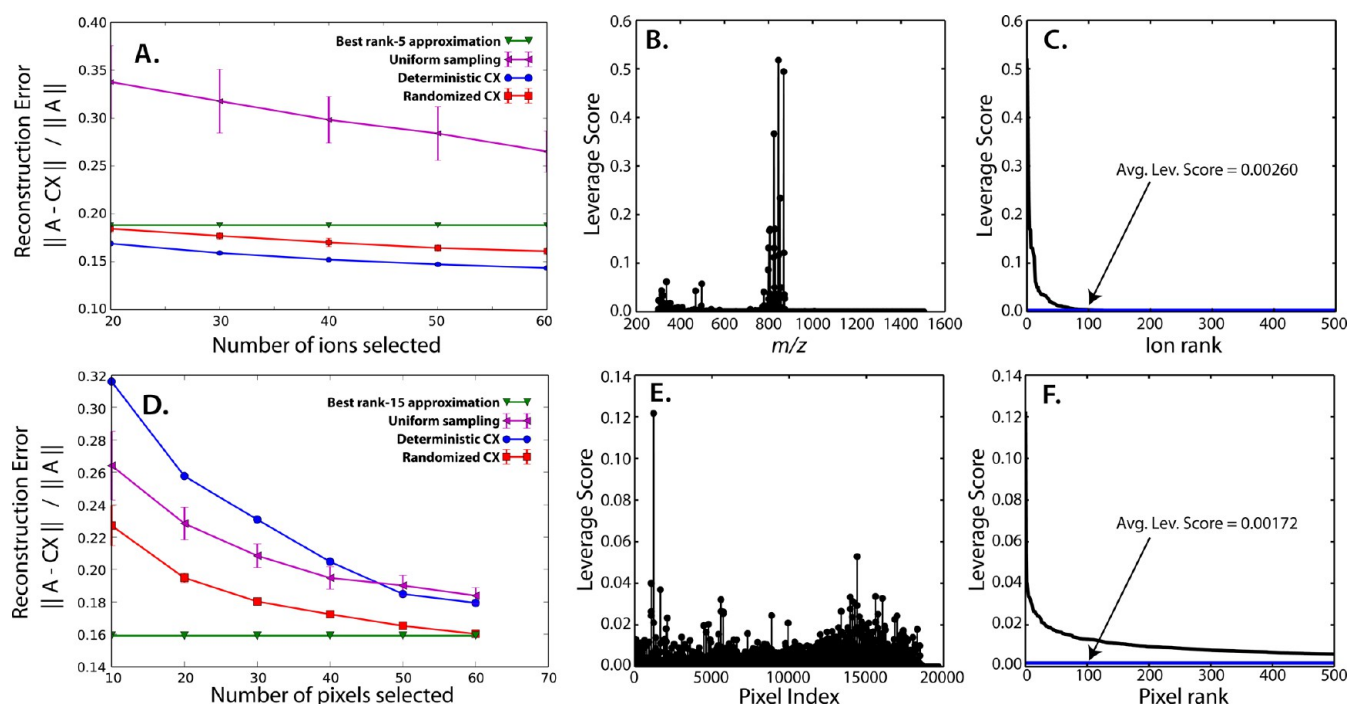 A.
Best rank-5 approximation
Uniform sampling
Deterministic CX
Randomized CX
Reconstruction Error
|| A - CX || / || A ||
0.40
0.35
0.30
0.25
0.20
0.15
0.10
20 30 40 50 60
Number of ions selected
B.
Leverage Score
0.6
0.5
0.4
0.3
0.2
0.1
0.0
200 400 600 800 1000 1200 1400 1600
m/z
C.
Leverage Score
0.6
0.5
0.4
0.3
0.2
0.1
0.0
Avg. Lev. Score = 0.00260
0 100 200 300 400 500
Ion rank
D.
Best rank-15 approximation
Uniform sampling
Deterministic CX
Randomized CX
Reconstruction Error
|| A - CX || / || A ||
0.32
0.30
0.28
0.26
0.24
0.22
0.20
0.18
0.16
0.14
10 20 30 40 50 60 70
Number of pixels selected
E.
Leverage Score
0.14
0.12
0.10
0.08
0.06
0.04
0.02
0.00
0 5000 10000 15000 20000
Pixel Index
F.
Leverage Score
0.14
0.12
0.10
0.08
0.06
0.04
0.02
0.00
Avg. Lev. Score = 0.00172
0 100 200 300 400 500
Pixel rank